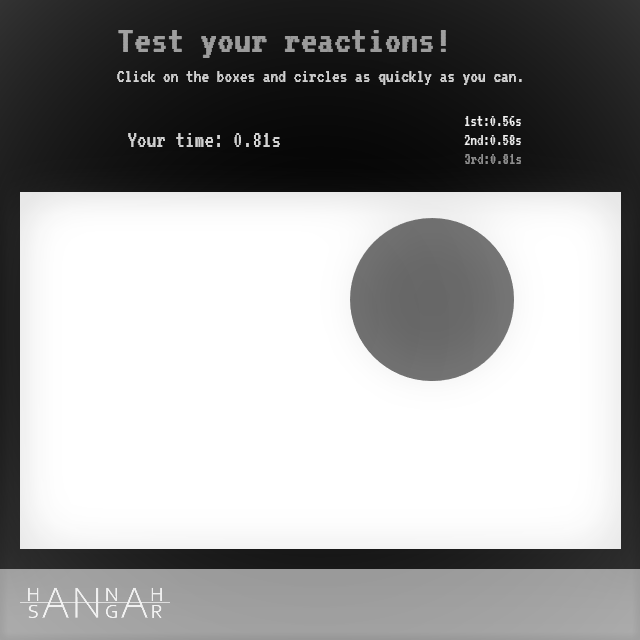 Test your reactions!
Click on the boxes and circles as quickly as you can.
Your time: 0.81s
1st:0.56s
2nd:0.58s
3rd:0.81s
HANNAH
SANGAR